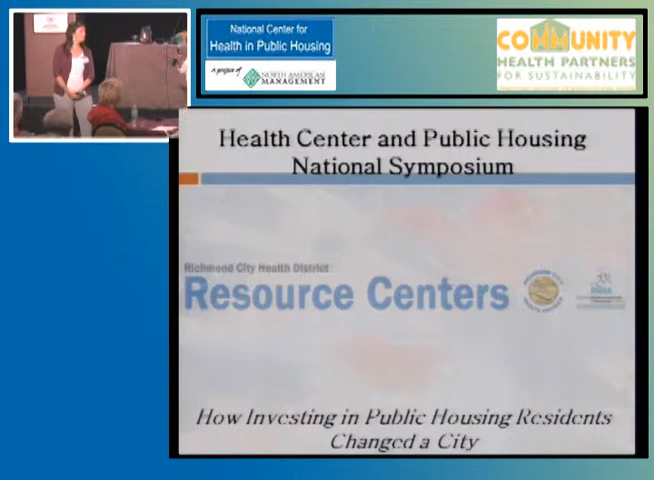 National Center for
Health in Public Housing
a project of
NORTH AMERICAN
MANAGEMENT
COMMUNITY
HEALTH PARTNERS
FOR SUSTAINABILITY
Health Center and Public Housing
National Symposium
Richmond City Health District
Resource Centers
How Investing in Public Housing Residents
Changed a City